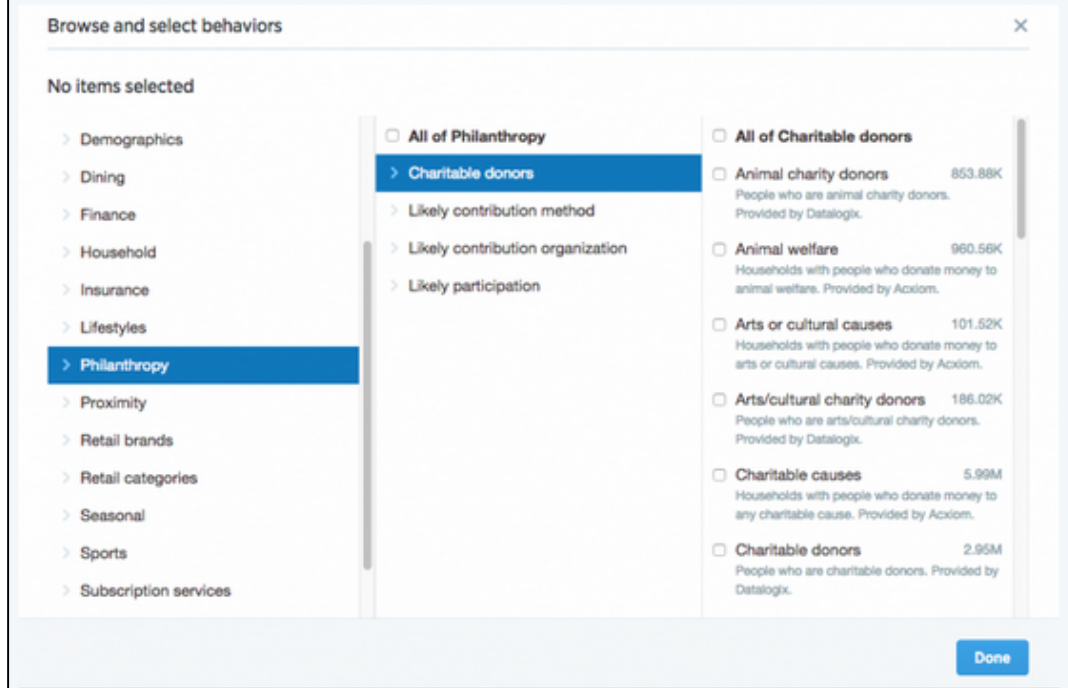 Browse and select behaviors
×
No items selected
Demographics
Dining
Finance
Household
Insurance
Lifestyles
Philanthropy
Proximity
Retail brands
Retail categories
Seasonal
Sports
Subscription services
All of Philanthropy
Charitable donors
Likely contribution method
Likely contribution organization
Likely participation
All of Charitable donors
Animal charity donors 853.88K
People who are animal charity donors.
Provided by Datalogix.
Animal welfare 960.56K
Households with people who donate money to
animal welfare. Provided by Acxiom.
Arts or cultural causes 101.52K
Households with people who donate money to
arts or cultural causes. Provided by Acxiom.
Arts/cultural charity donors 186.02K
People who are arts/cultural charity donors.
Provided by Datalogix.
Charitable causes 5.99M
Households with people who donate money to
any charitable cause. Provided by Acxiom.
Charitable donors 2.95M
People who are charitable donors. Provided by
Datalogix.
Done